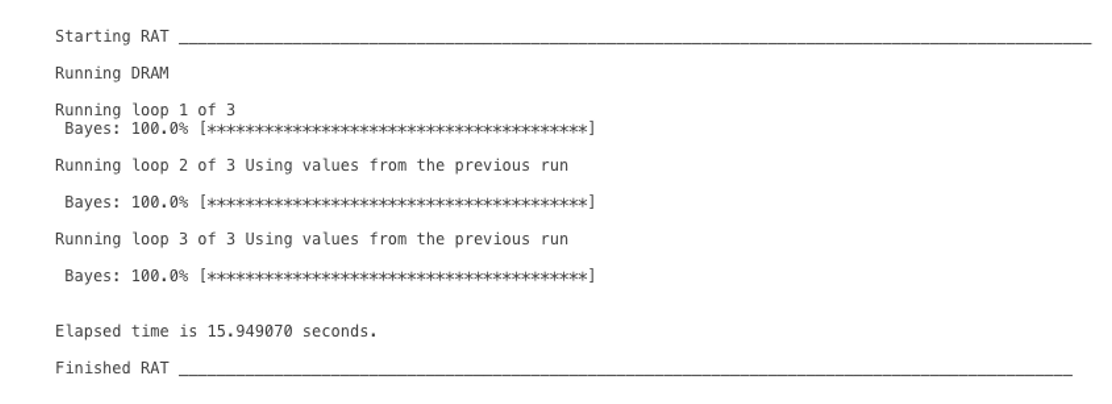 Starting RAT ________________________________________________________________________________________________
Running DRAM
Running loop 1 of 3
Bayes: 100.0% [****************************************]
Running loop 2 of 3 Using values from the previous run
Bayes: 100.0% [****************************************]
Running loop 3 of 3 Using values from the previous run
Bayes: 100.0% [****************************************]
Elapsed time is 15.949070 seconds.
Finished RAT ______________________________________________________________________________________________